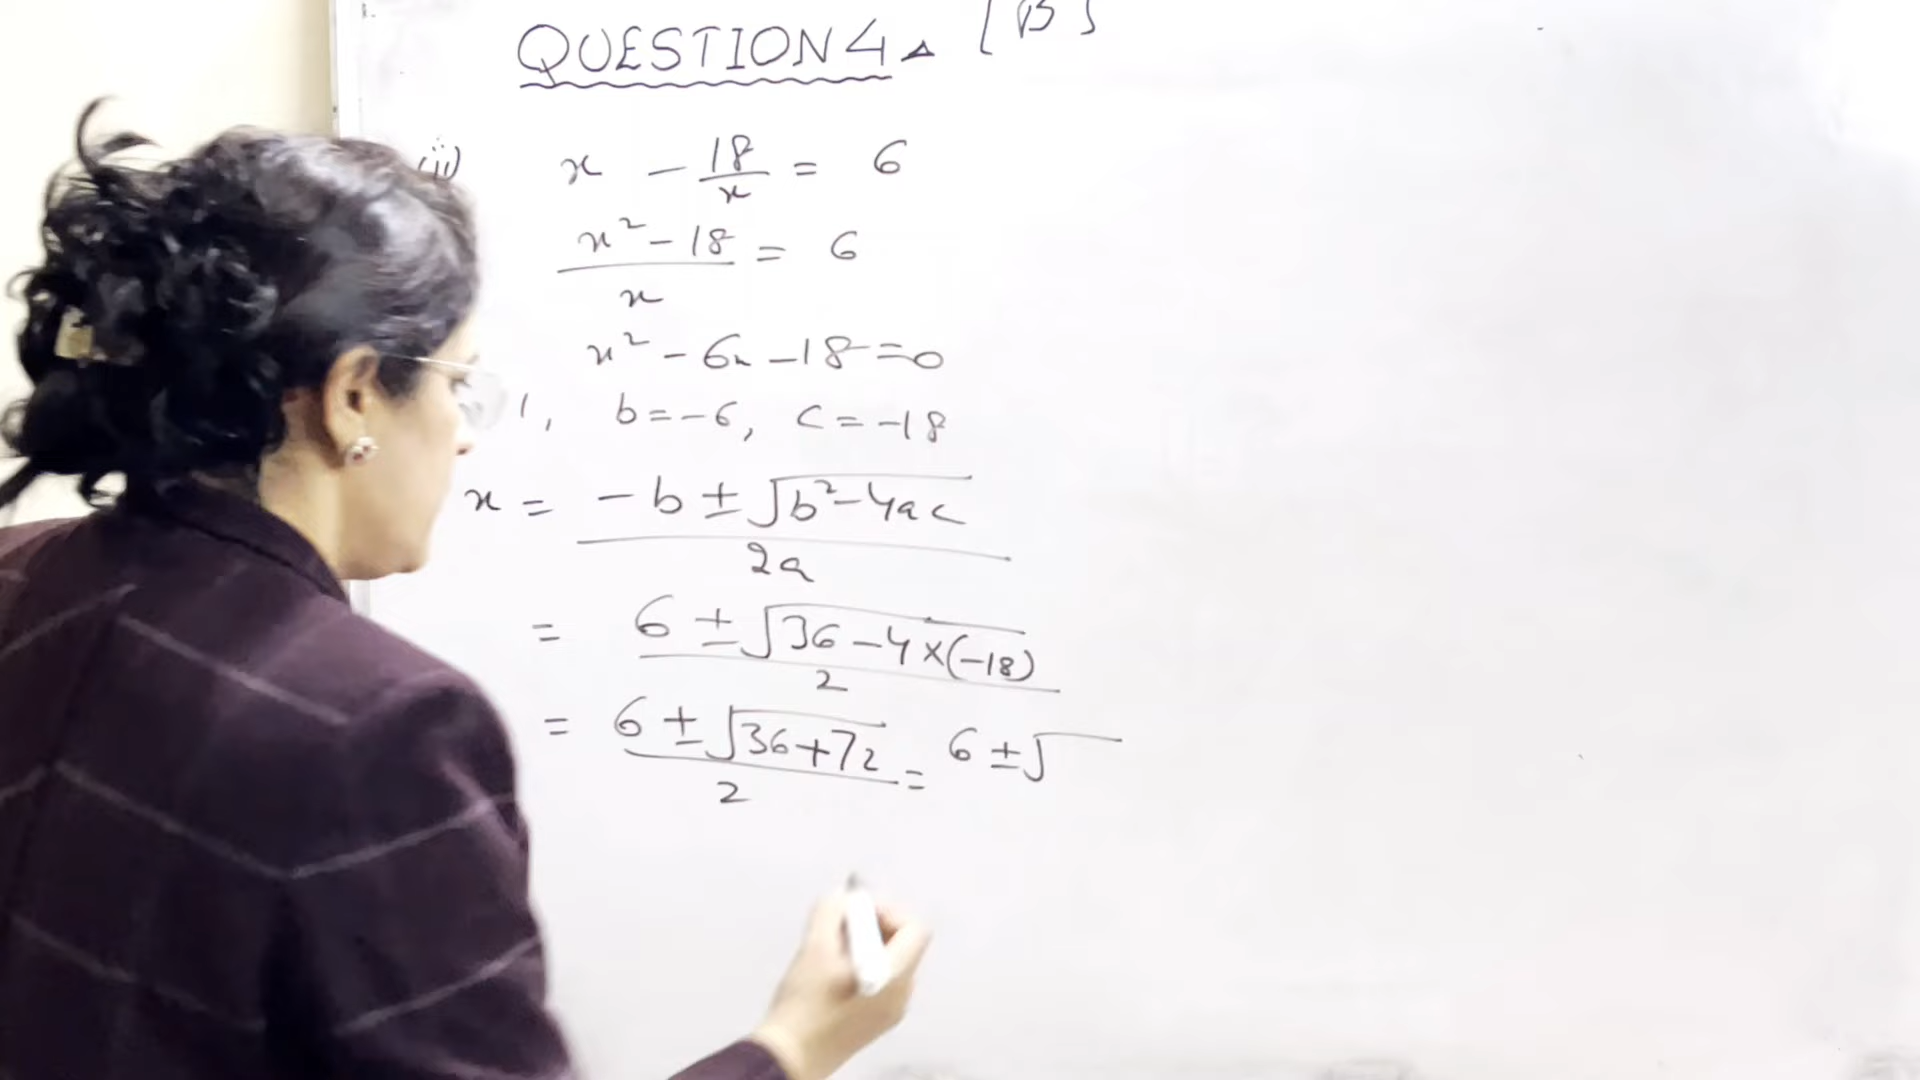 QUESTION 4. [B]
(ii) x - 18/x = 6
x² - 18 / x = 6
x² - 6x - 18 = 0
1, b = -6, c = -18
x = -b ± √b² - 4ac / 2a
= 6 ± √36 - 4 × (-18) / 2
= 6 ± √36 + 72 / 2 = 6 ± √